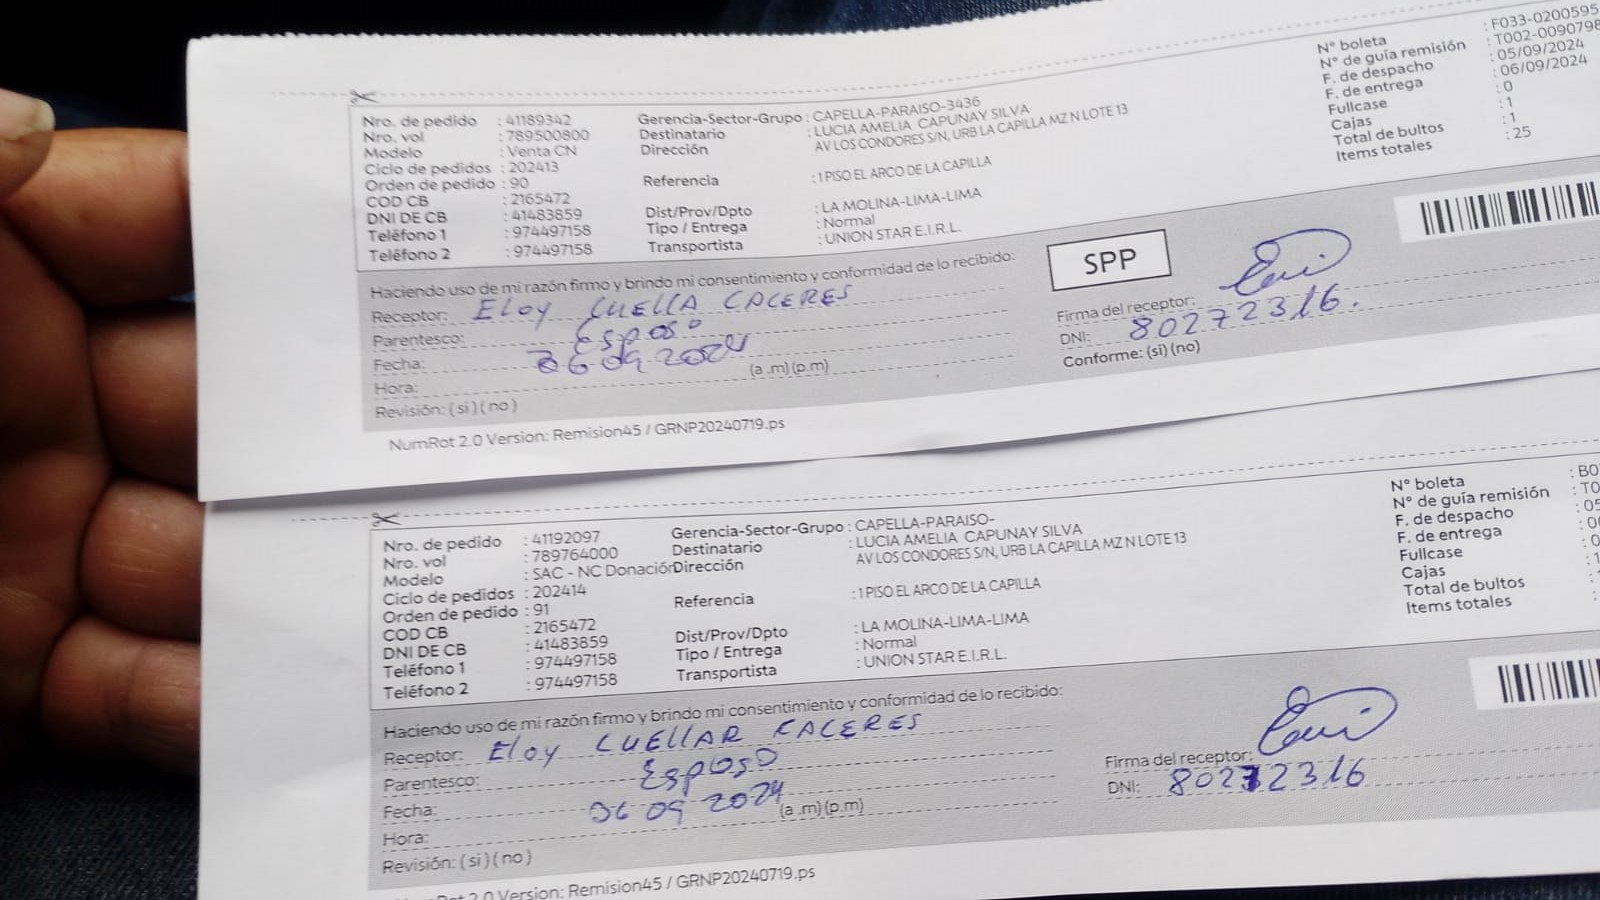 Nro. de pedido : 41189342
Nro. vol : 789500800
Modelo : Venta CN
Ciclo de pedidos : 202413
Orden de pedido : 90
COD CB : 2165472
DNI DE CB : 41483859
Teléfono 1 : 974497158
Teléfono 2 : 974497158
Gerencia-Sector-Grupo : CAPELLA-PARAISO-3436
Destinatario : LUCIA AMELIA CAPUNAY SILVA
Dirección AV LOS CONDORES S/N, URB LA CAPILLA MZ N LOTE 13
Referencia : 1 PISO EL ARCO DE LA CAPILLA
Dist/Prov/Dpto : LA MOLINA-LIMA-LIMA
Tipo / Entrega : Normal
Transportista : UNION STAR E.I.R.L.
N° boleta : F033-0200595
N° de guía remisión : T002-0090798
F. de despacho : 05/09/2024
F. de entrega : 06/09/2024
Fullcase : 0
Cajas : 1
Total de bultos : 1
Items totales : 25
Haciendo uso de mi razón firmo y brindo mi consentimiento y conformidad de lo recibido:
Receptor: Eloy CUEllA CACERES
Parentesco: Esposo
Fecha: 06 09 2024
Hora: (a .m) (p.m)
Revisión: ( si ) ( no )
SPP
Firma del receptor:
DNI: 80272316.
Conforme: (si) (no)
NumRot 2.0 Version: Remision45 / GRNP20240719.ps
Nro. de pedido : 41192097
Nro. vol : 789764000
Modelo : SAC - NC Donación
Ciclo de pedidos : 202414
Orden de pedido : 91
COD CB : 2165472
DNI DE CB : 41483859
Teléfono 1 : 974497158
Teléfono 2 : 974497158
Gerencia-Sector-Grupo : CAPELLA-PARAISO-
Destinatario : LUCIA AMELIA CAPUNAY SILVA
Dirección AV LOS CONDORES S/N, URB LA CAPILLA MZ N LOTE 13
Referencia : 1 PISO EL ARCO DE LA CAPILLA
Dist/Prov/Dpto : LA MOLINA-LIMA-LIMA
Tipo / Entrega : Normal
Transportista : UNION STAR E.I.R.L.
N° boleta : B0
N° de guía remisión : T0
F. de despacho : 05
F. de entrega
Fullcase : 0
Cajas :
Total de bultos :
Items totales :
Haciendo uso de mi razón firmo y brindo mi consentimiento y conformidad de lo recibido:
Receptor: Eloy CUEllAR KACERES
Parentesco: Esposo
Fecha: 06 09 2024
Hora: (a .m) (p.m)
Revisión: ( si ) ( no )
Firma del receptor:
DNI: 80272316
2.0 Version: Remision45 / GRNP20240719.ps